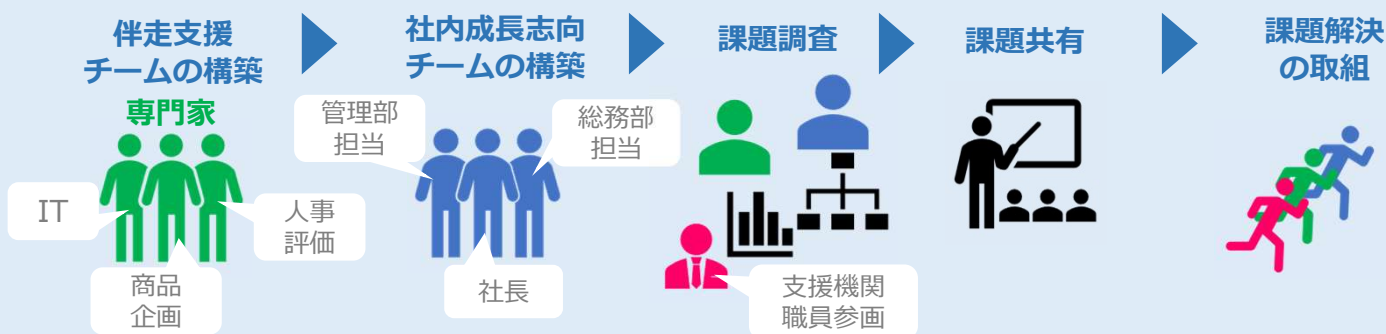 伴走支援
チームの構築
専門家
IT
商品
企画
人事
評価
社内成長志向
チームの構築
管理部
担当
総務部
担当
社長
課題調査
支援機関
職員参画
課題共有
課題解決
の取組